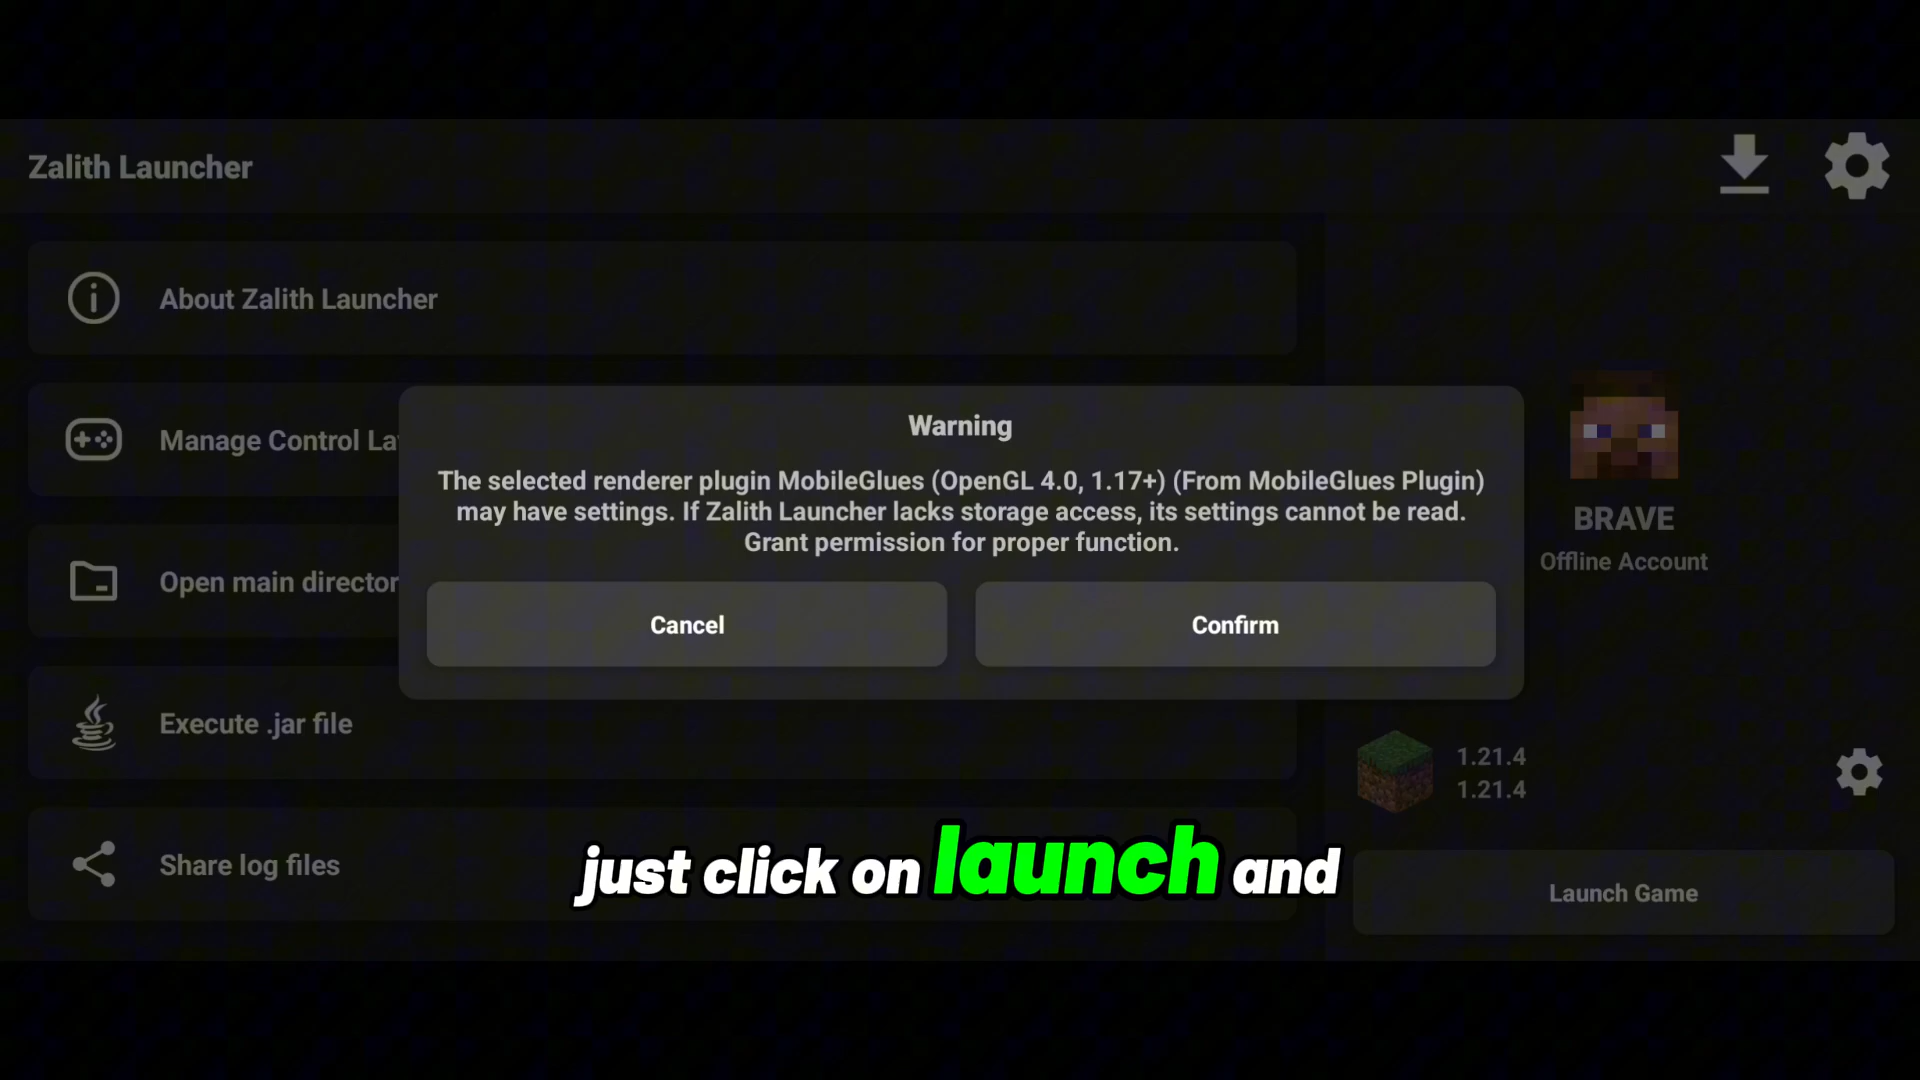 Zalith Launcher
About Zalith Launcher
Manage Control La
Open main director
Execute .jar file
Share log files
Warning
The selected renderer plugin MobileGlues (OpenGL 4.0, 1.17+) (From MobileGlues Plugin)
may have settings. If Zalith Launcher lacks storage access, its settings cannot be read.
Grant permission for proper function.
Cancel
Confirm
BRAVE
Offline Account
1.21.4
1.21.4
Launch Game
just click on launch and